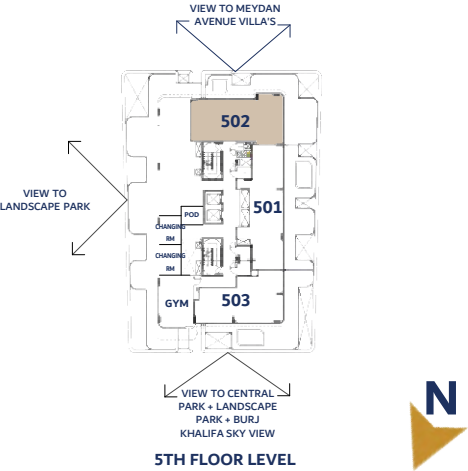 VIEW TO MEYDAN
AVENUE VILLA'S
502
VIEW TO
LANDSCAPE PARK
501
POD
CHANGING
RM
CHANGING
RM
GYM
503
VIEW TO CENTRAL
PARK + LANDSCAPE
PARK + BURJ
KHALIFA SKY VIEW
5TH FLOOR LEVEL
N